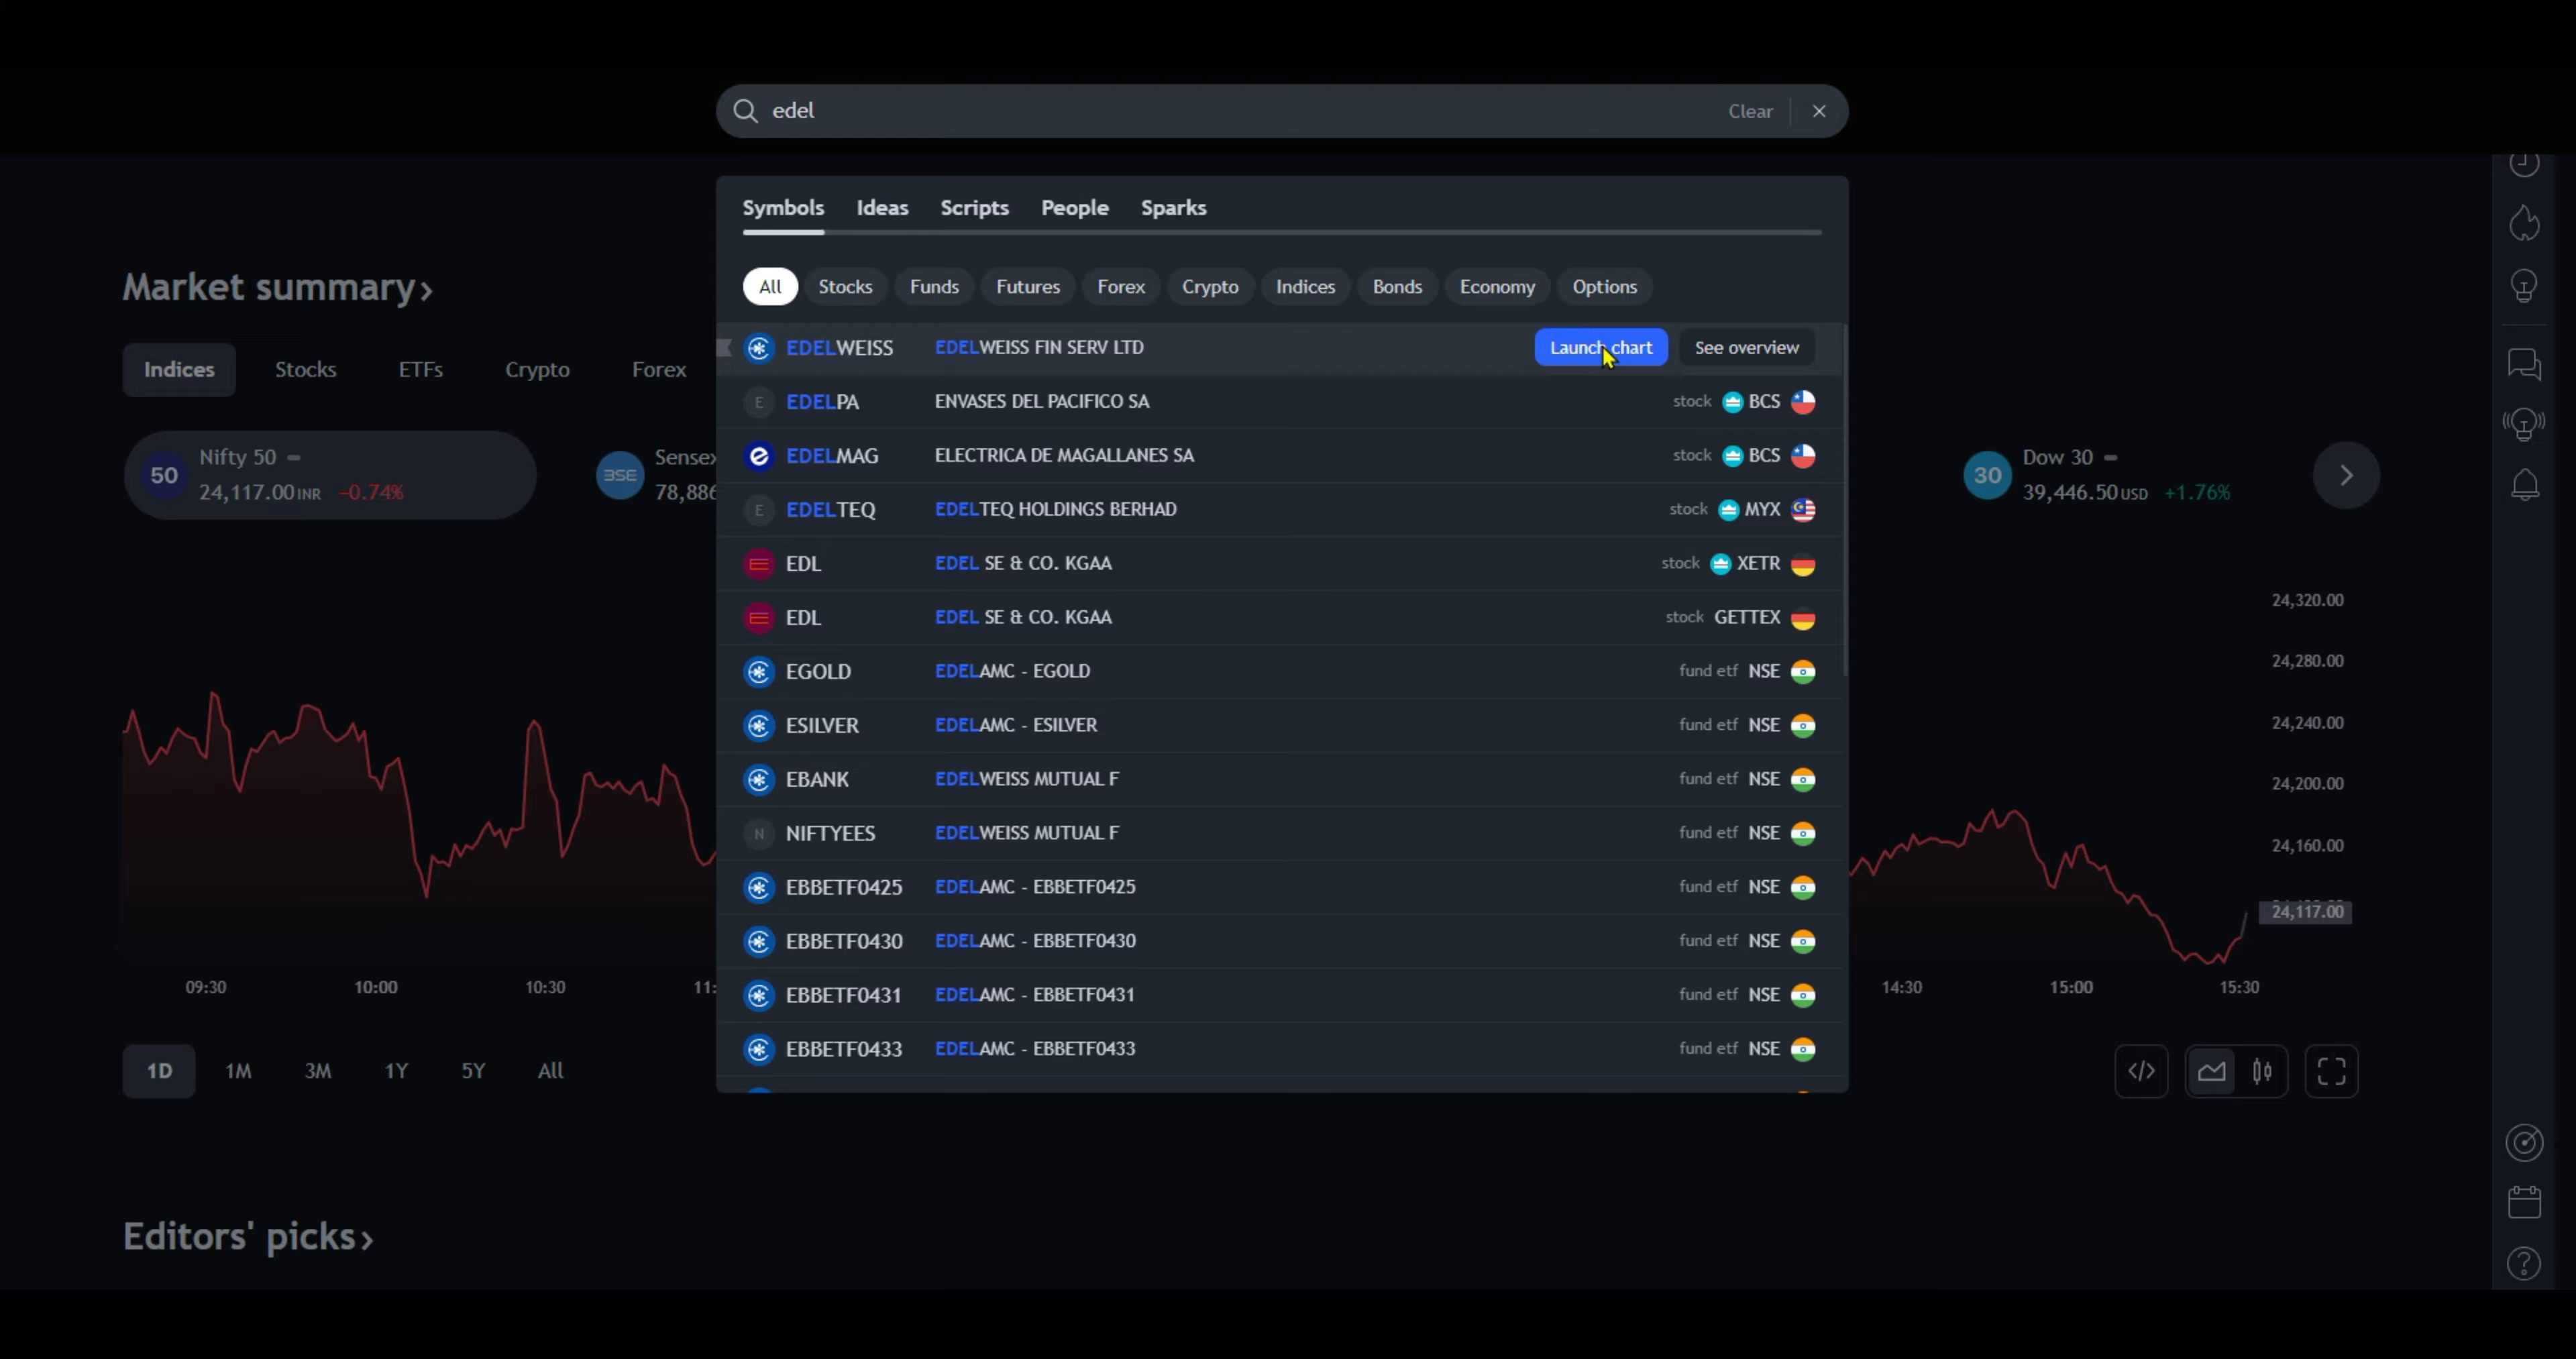 edel Clear
Symbols Ideas Scripts People Sparks
All Stocks Funds Futures Forex Crypto Indices Bonds Economy Options
EDELWEISS EDELWEISS FIN SERV LTD Launch chart See overview
E EDELPA ENVASES DEL PACIFICO SA stock BCS
EDELMAG ELECTRICA DE MAGALLANES SA stock BCS
E EDELTEQ EDELTEQ HOLDINGS BERHAD stock MYX
EDL EDEL SE & CO. KGAA stock XETR
EDL EDEL SE & CO. KGAA stock GETTEX
EGOLD EDELAMC - EGOLD fund etf NSE
ESILVER EDELAMC - ESILVER fund etf NSE
EBANK EDELWEISS MUTUAL F fund etf NSE
N NIFTYEES EDELWEISS MUTUAL F fund etf NSE
EBBETF0425 EDELAMC - EBBETF0425 fund etf NSE
EBBETF0430 EDELAMC - EBBETF0430 fund etf NSE
EBBETF0431 EDELAMC - EBBETF0431 fund etf NSE
EBBETF0433 EDELAMC - EBBETF0433 fund etf NSE
Market summary
Indices Stocks ETFs Crypto Forex
50 Nifty 50
24,117.00 INR −0.74%
BSE Sensex
78,886
30 Dow 30
39,446.50 USD +1.76%
24,320.00
24,280.00
24,240.00
24,200.00
24,160.00
24,117.00
09:30 10:00 10:30 11: 14:30 15:00 15:30
1D 1M 3M 1Y 5Y All
Editors' picks